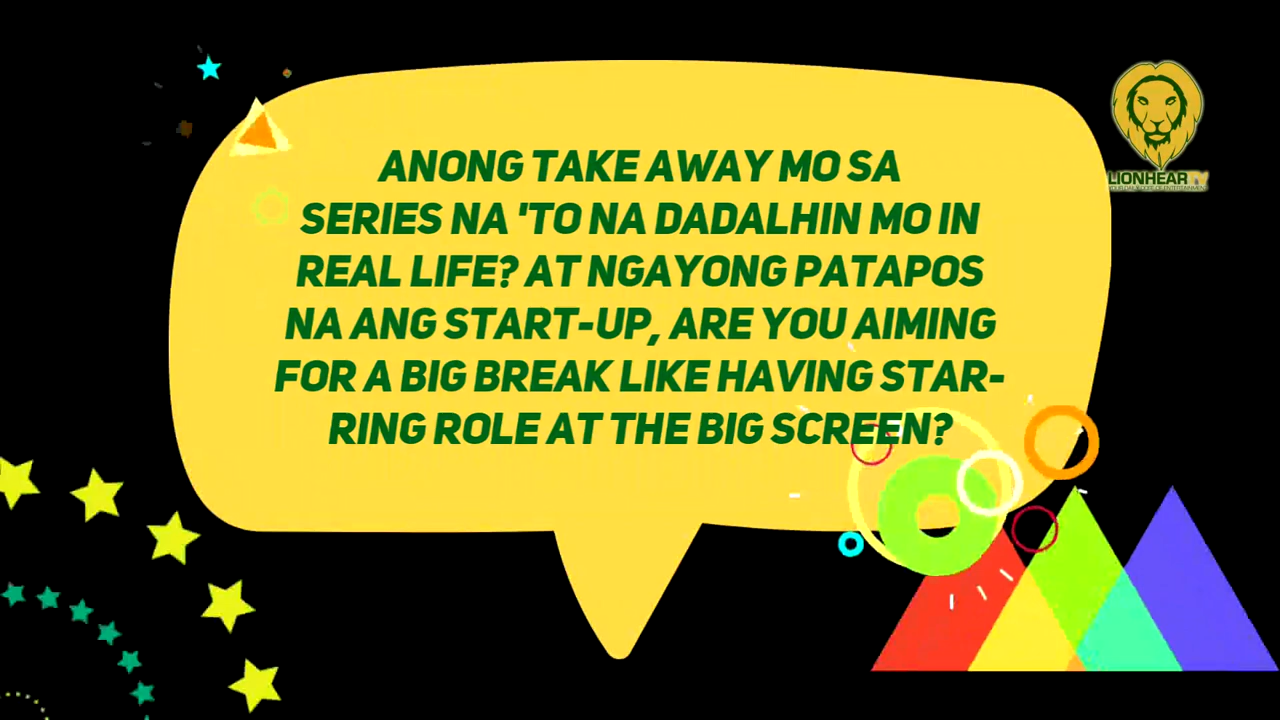 ANONG TAKE AWAY MO SA
SERIES NA 'TO NA DADALHIN MO IN
REAL LIFE? AT NGAYONG PATAPOS
NA ANG START-UP, ARE YOU AIMING
FOR A BIG BREAK LIKE HAVING STAR-
RING ROLE AT THE BIG SCREEN?
LIONHEARTV